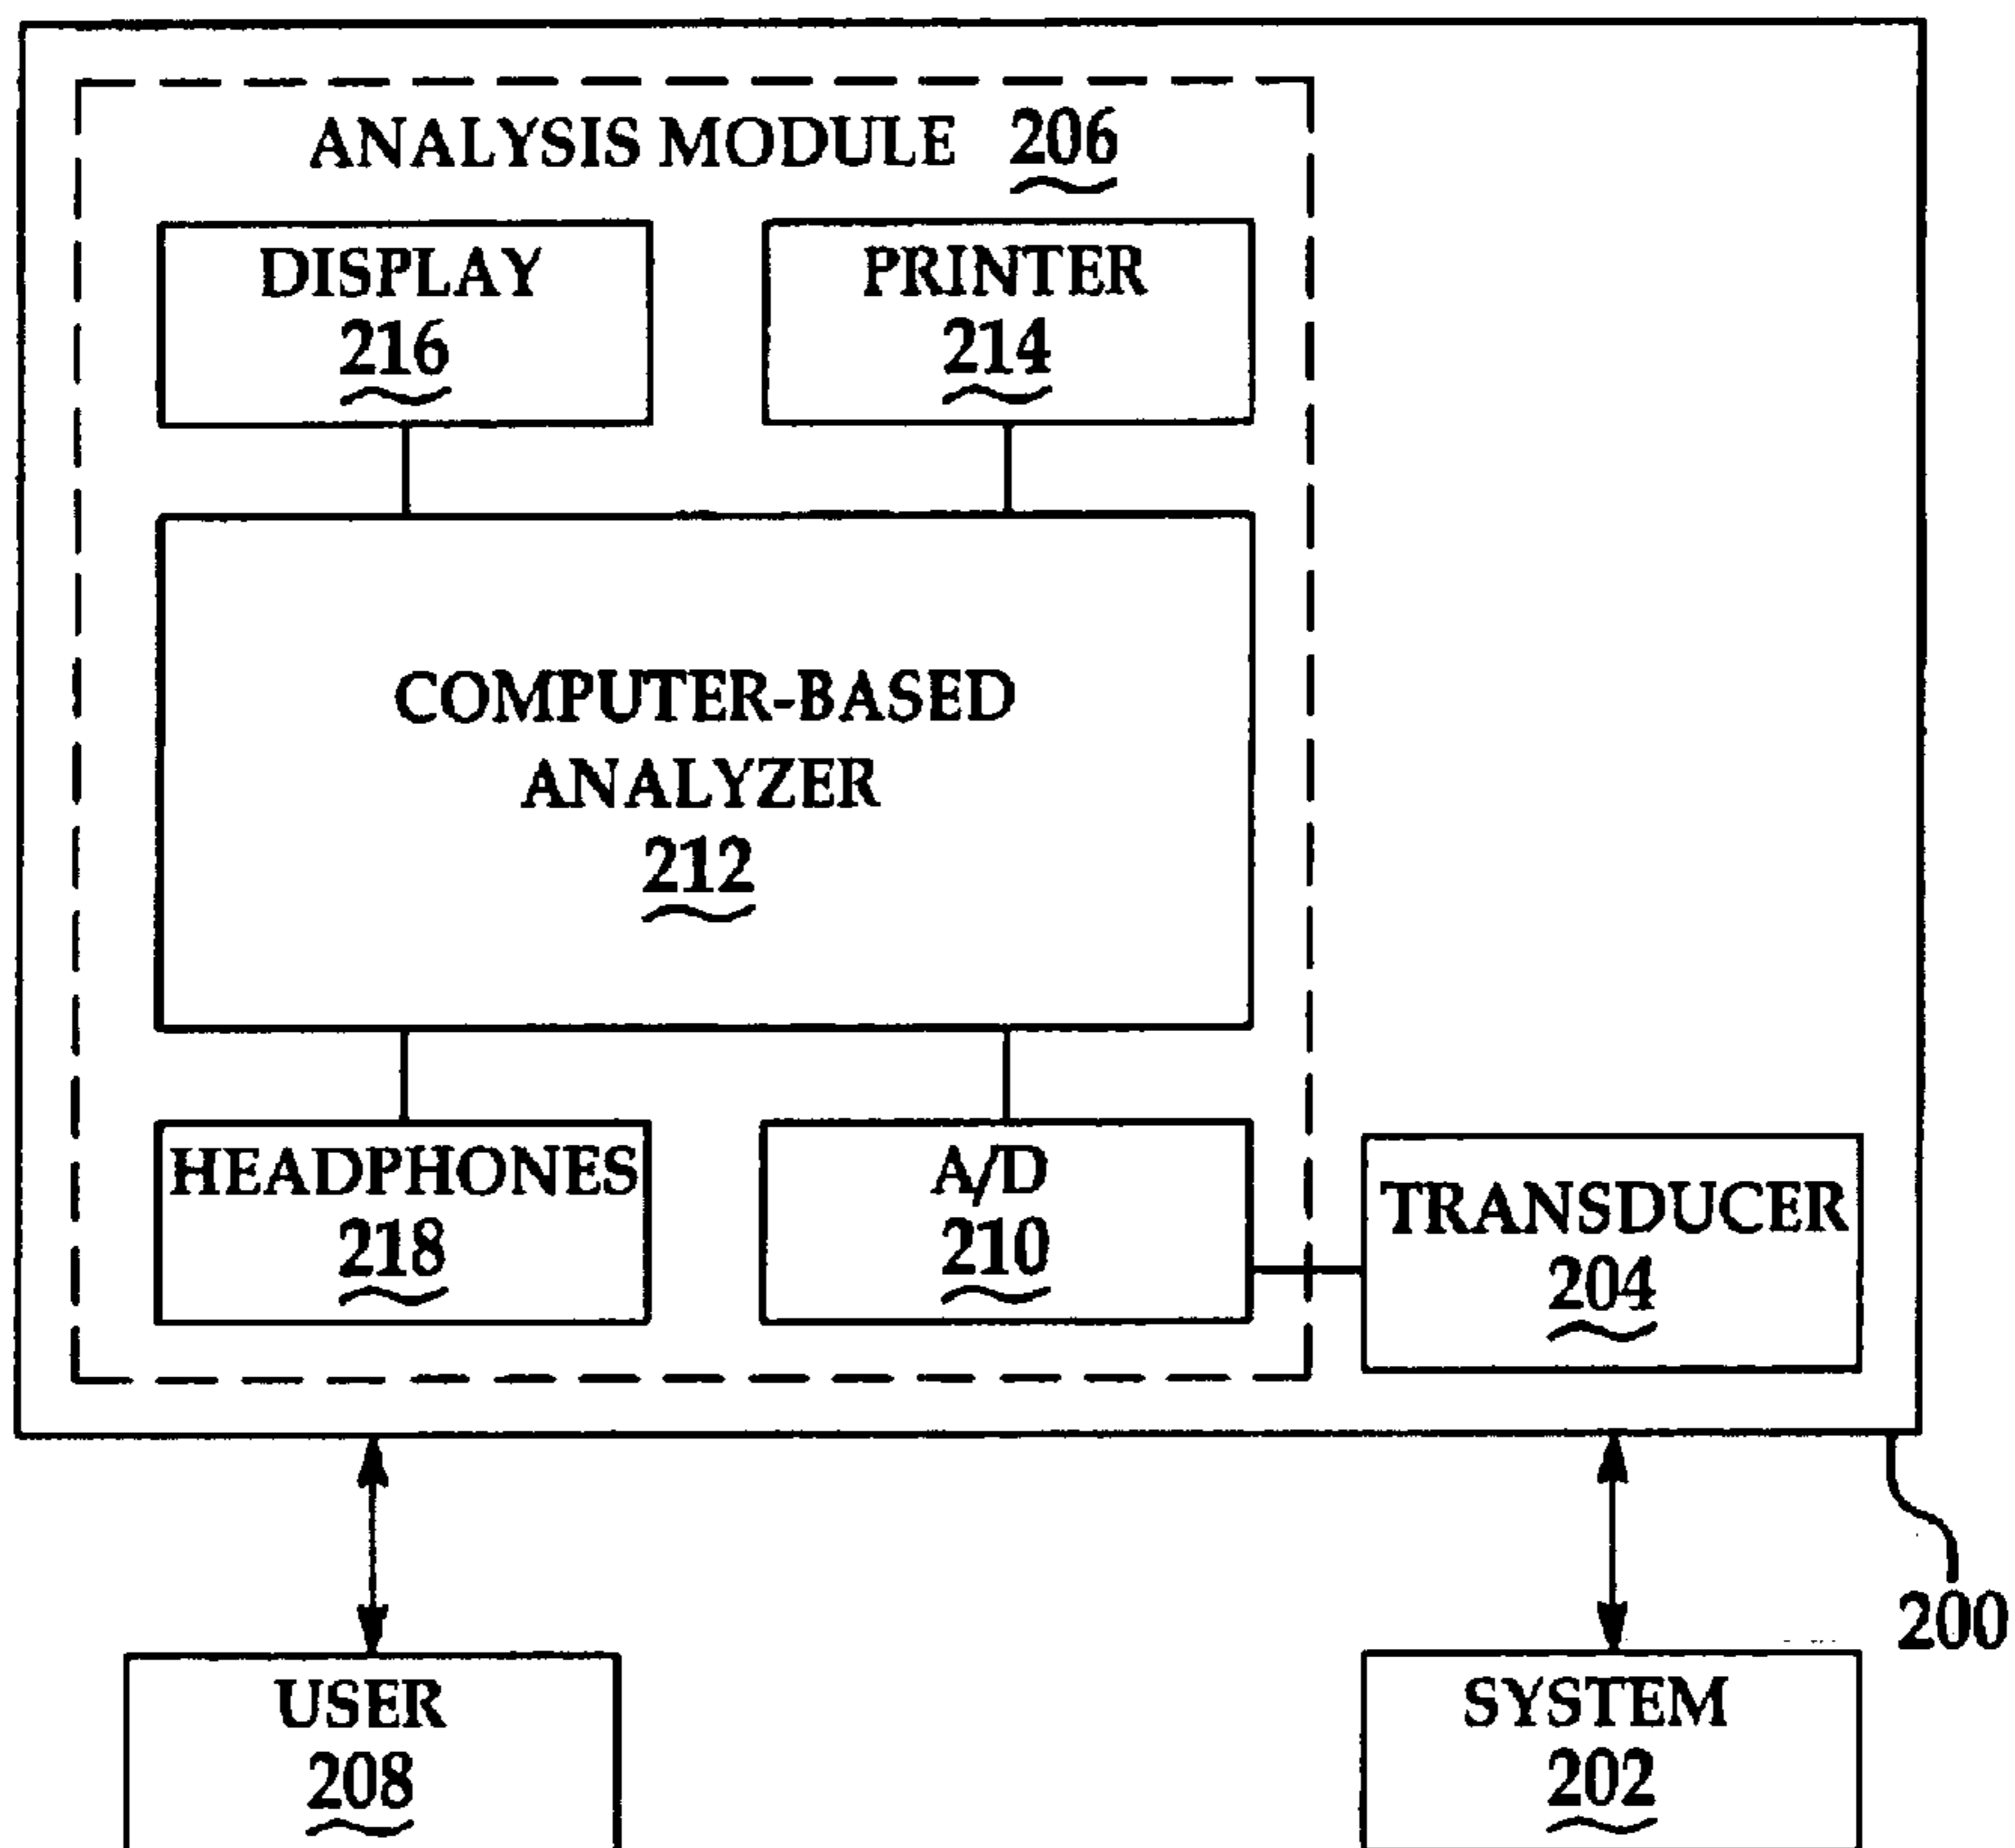 ANALYSIS MODULE 206
DISPLAY
216
PRINTER
214
COMPUTER-BASED
ANALYZER
212
HEADPHONES
218
A/D
210
TRANSDUCER
204
200
USER
208
SYSTEM
202